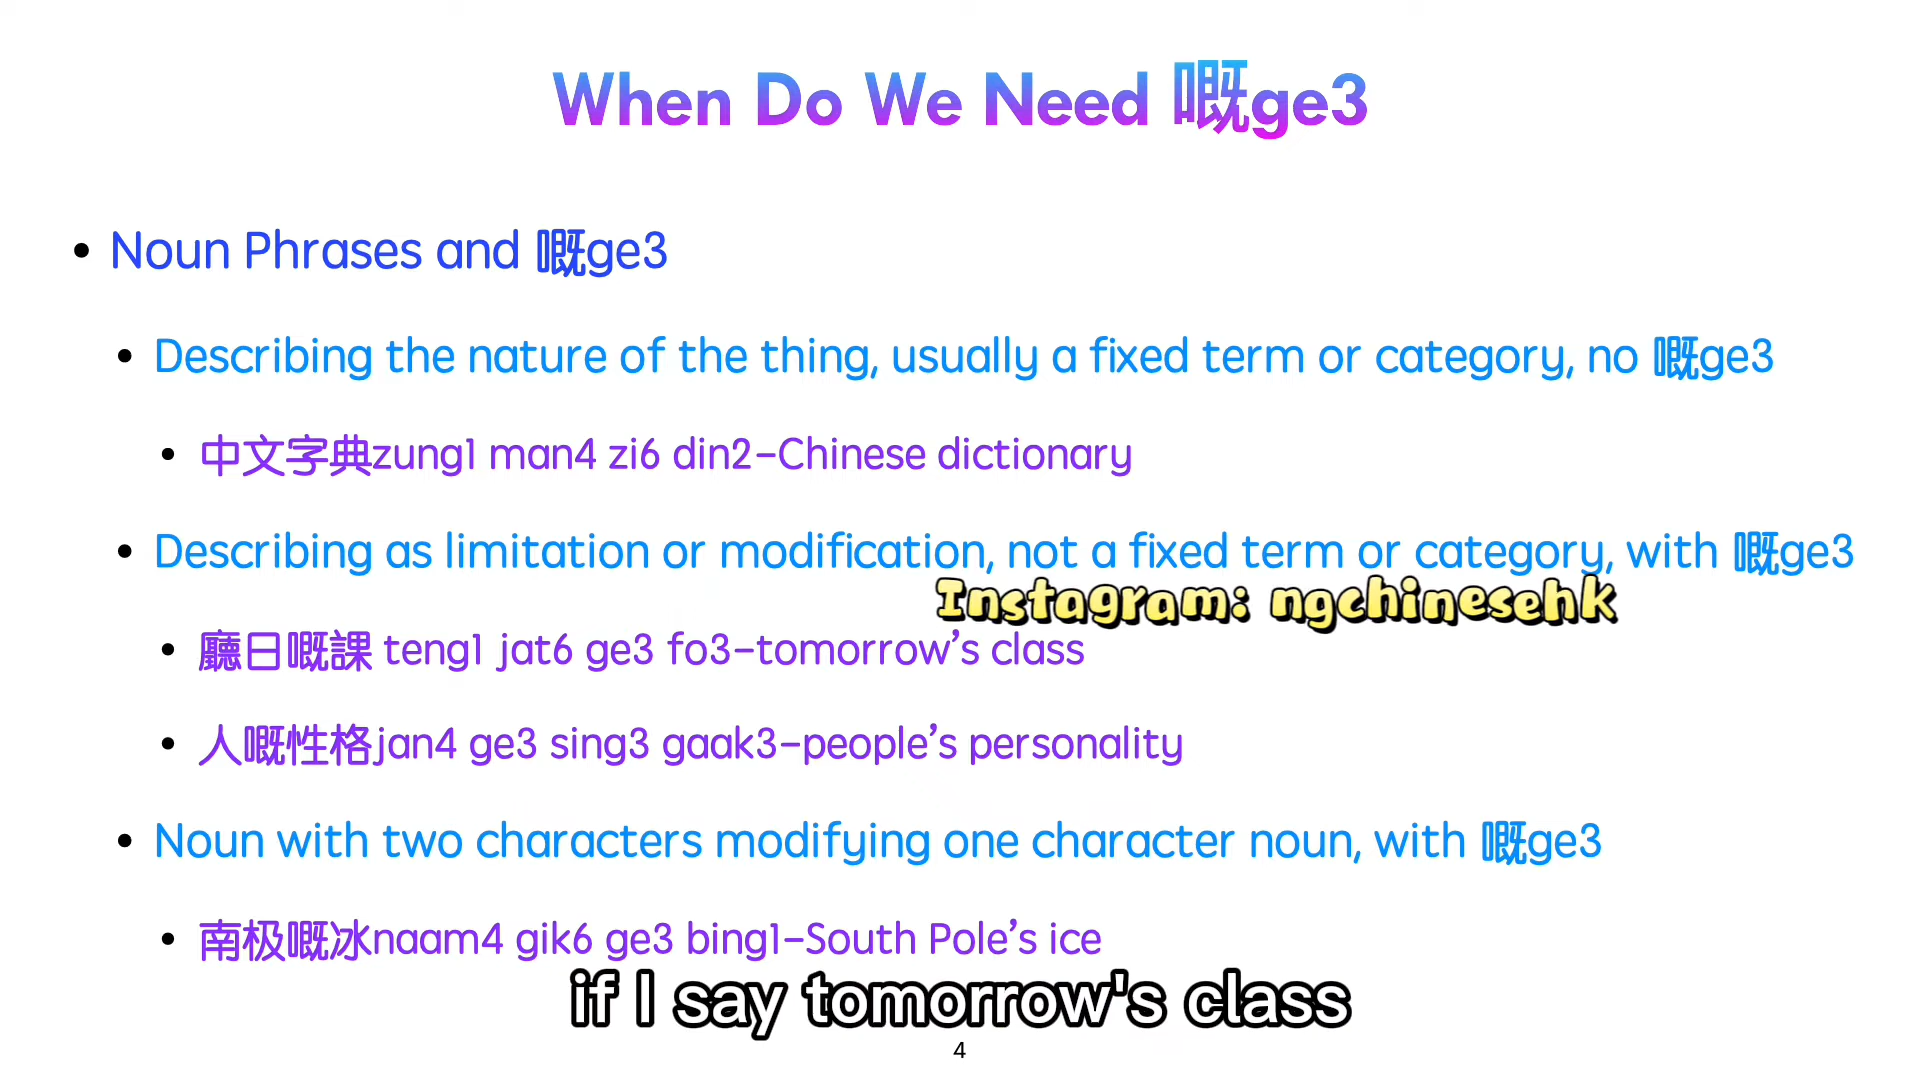 When Do We Need 嘅ge3
• Noun Phrases and 嘅ge3
• Describing the nature of the thing, usually a fixed term or category, no 嘅ge3
• 中文字典zung1 man4 zi6 din2-Chinese dictionary
• Describing as limitation or modification, not a fixed term or category, with 嘅ge3
Instagram: ngchinesehk
• 廳日嘅課 teng1 jat6 ge3 fo3-tomorrow's class
• 人嘅性格jan4 ge3 sing3 gaak3-people's personality
• Noun with two characters modifying one character noun, with 嘅ge3
• 南极嘅冰naam4 gik6 ge3 bing1-South Pole's ice
if I say tomorrow's class
4